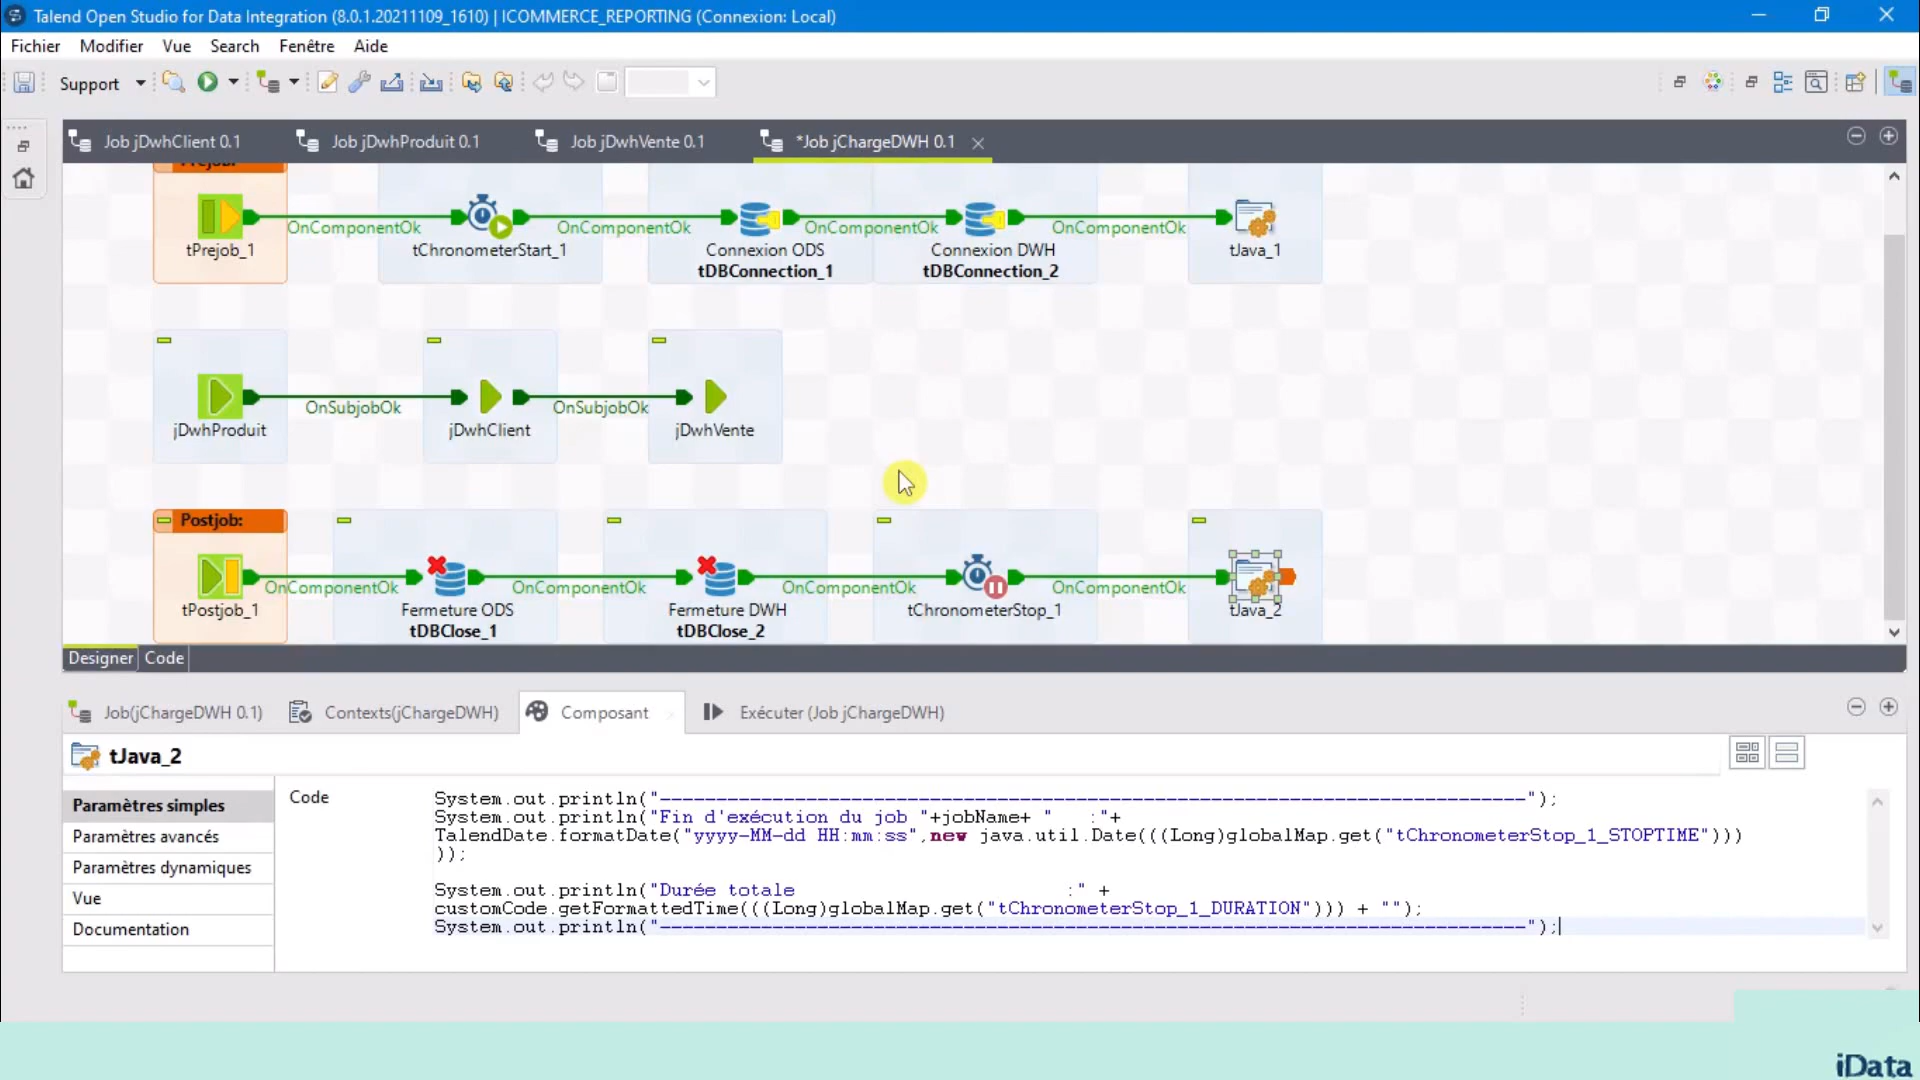 Talend Open Studio for Data Integration (8.0.1.20211109_1610) | ICOMMERCE_REPORTING (Connexion: Local)
Fichier Modifier Vue Search Fenêtre Aide
Support
Job jDwhClient 0.1 Job jDwhProduit 0.1 Job jDwhVente 0.1 *Job jChargeDWH 0.1
Prejob:
OnComponentOk OnComponentOk OnComponentOk OnComponentOk
tPrejob_1 tChronometerStart_1 Connexion ODS Connexion DWH tJava_1
tDBConnection_1 tDBConnection_2
OnSubjobOk OnSubjobOk
jDwhProduit jDwhClient jDwhVente
Postjob:
OnComponentOk OnComponentOk OnComponentOk OnComponentOk
tPostjob_1 Fermeture ODS Fermeture DWH tChronometerStop_1 tJava_2
tDBClose_1 tDBClose_2
Designer Code
Job(jChargeDWH 0.1) Contexts(jChargeDWH) Composant Exécuter (Job jChargeDWH)
tJava_2
Paramètres simples
Paramètres avancés
Paramètres dynamiques
Vue
Documentation
Code
System.out.println("-----------------------------------------------------------------------------");
System.out.println("Fin d'exécution du job "+jobName+ "   :"+
TalendDate.formatDate("yyyy-MM-dd HH:mm:ss",new java.util.Date(((Long)globalMap.get("tChronometerStop_1_STOPTIME")))
));
System.out.println("Durée totale                        :" +
customCode.getFormattedTime(((Long)globalMap.get("tChronometerStop_1_DURATION"))) + "");
System.out.println("-----------------------------------------------------------------------------");
iData